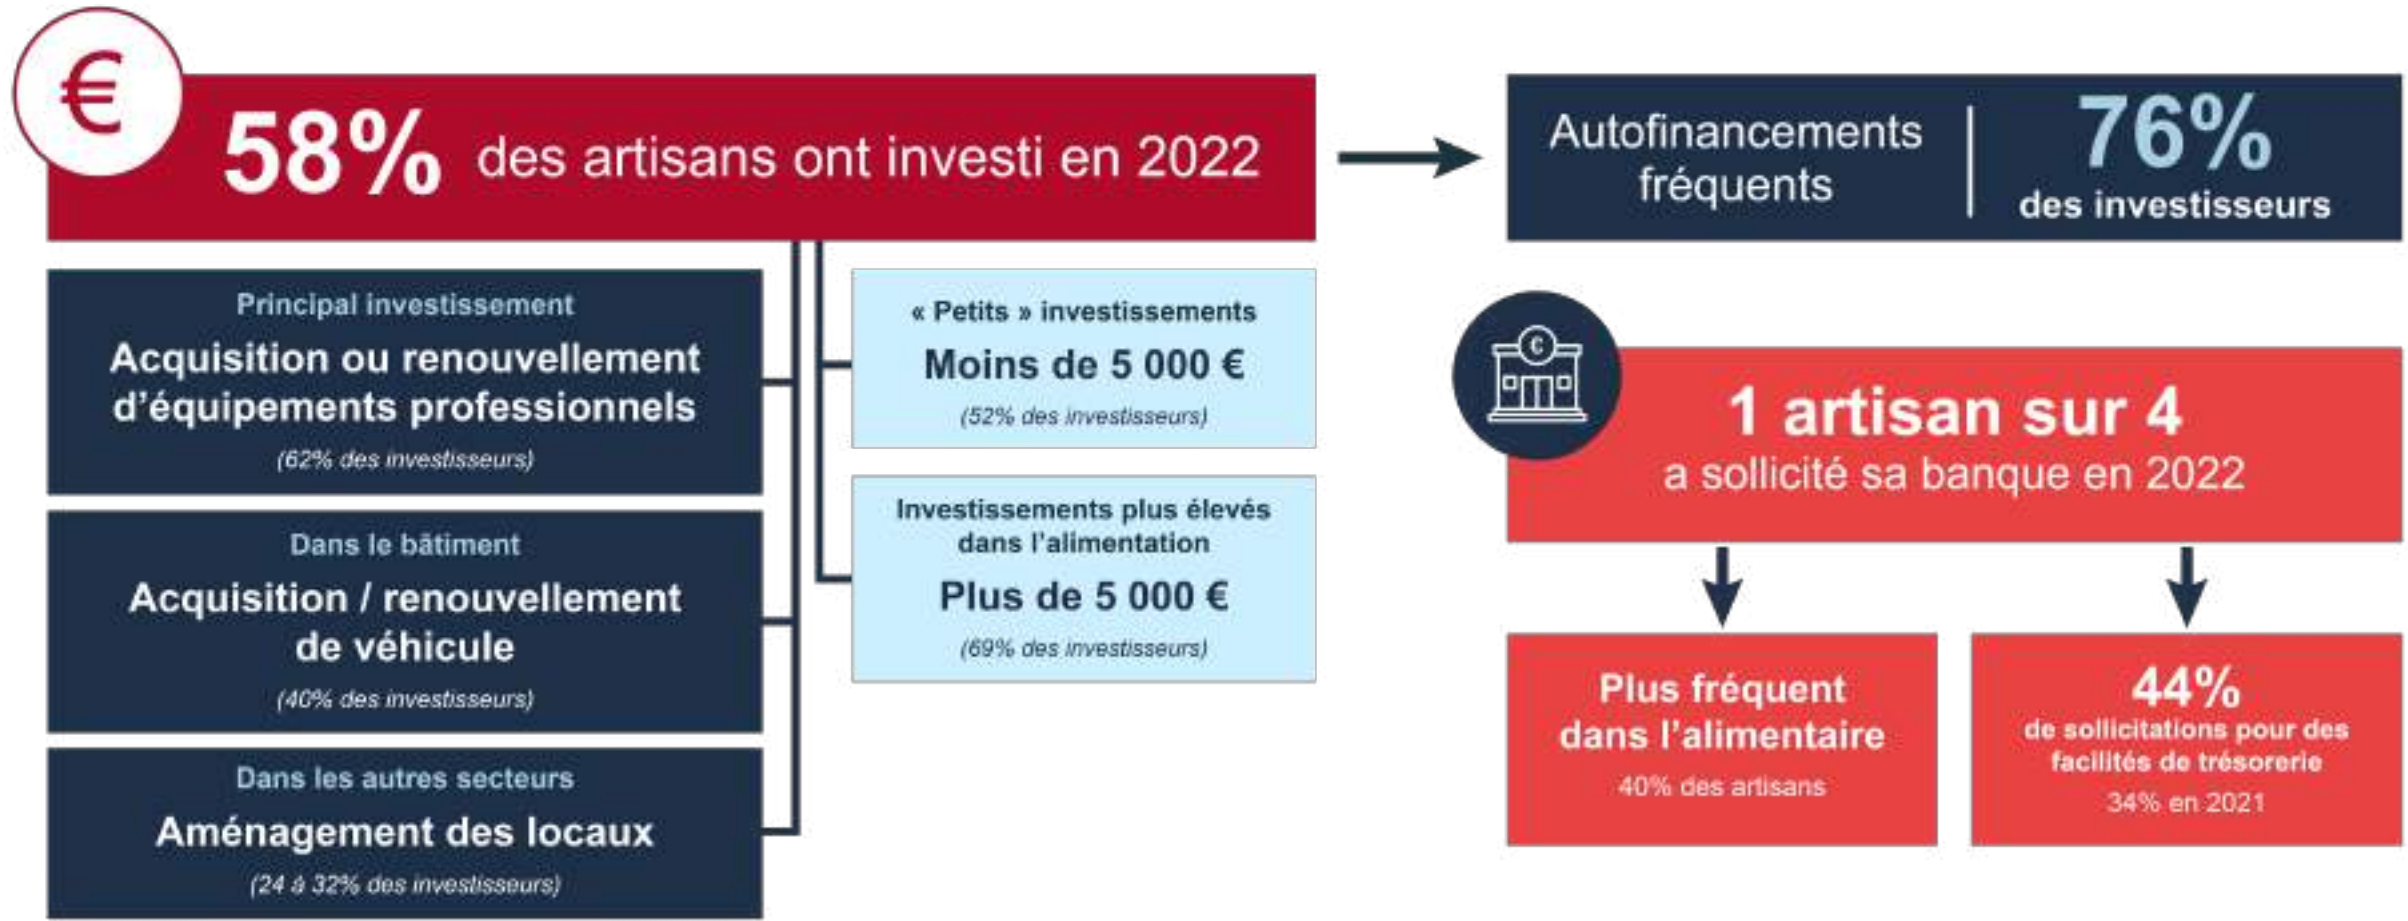 €
58% des artisans ont investi en 2022
Autofinancements
fréquents
76%
des investisseurs
Principal investissement
Acquisition ou renouvellement
d'équipements professionnels
(62% des investisseurs)
Dans le bâtiment
Acquisition / renouvellement
de véhicule
(40% des investisseurs)
Dans les autres secteurs
Aménagement des locaux
(24 à 32% des investisseurs)
« Petits » investissements
Moins de 5 000 €
(52% des investisseurs)
Investissements plus élevés
dans l'alimentation
Plus de 5 000 €
(69% des investisseurs)
€
1 artisan sur 4
a sollicité sa banque en 2022
Plus fréquent
dans l'alimentaire
40% des artisans
44%
de sollicitations pour des
facilités de trésorerie
34% en 2021